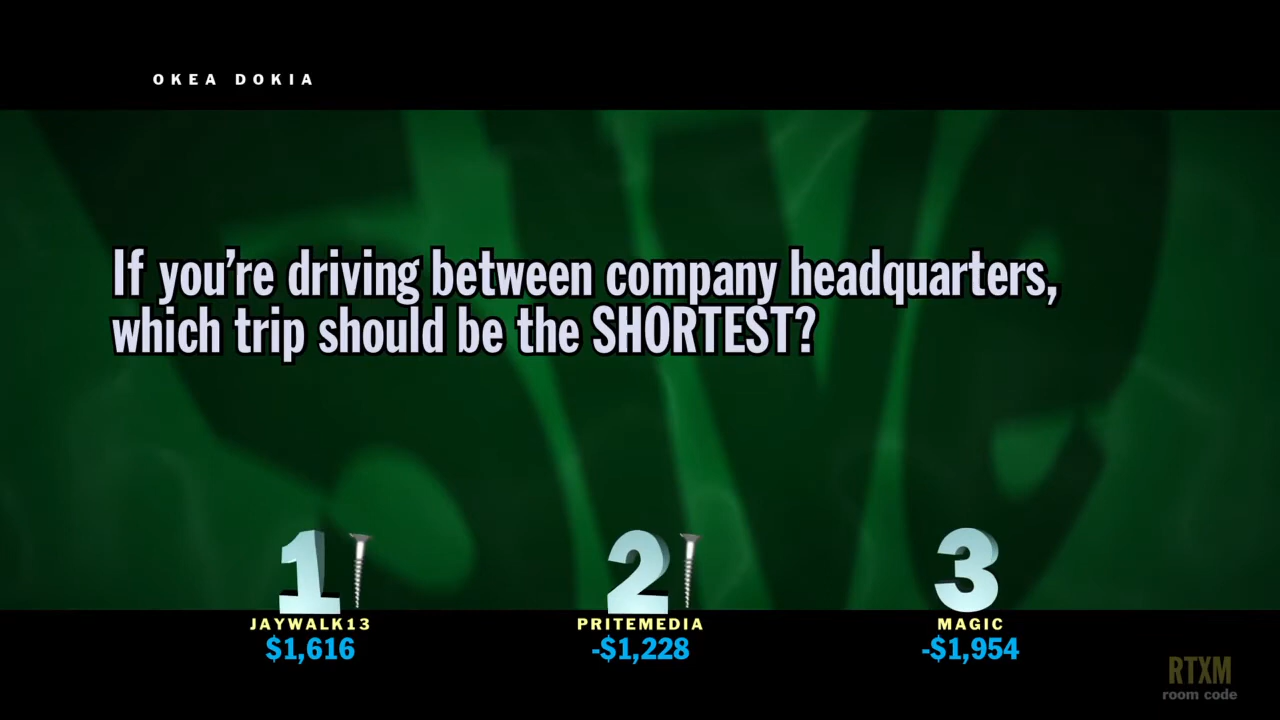 OKEA DOKIA
If you're driving between company headquarters,
which trip should be the SHORTEST?
1 2 3
JAYWALK13 PRITEMEDIA MAGIC
$1,616 -$1,228 -$1,954
RTXM
room code